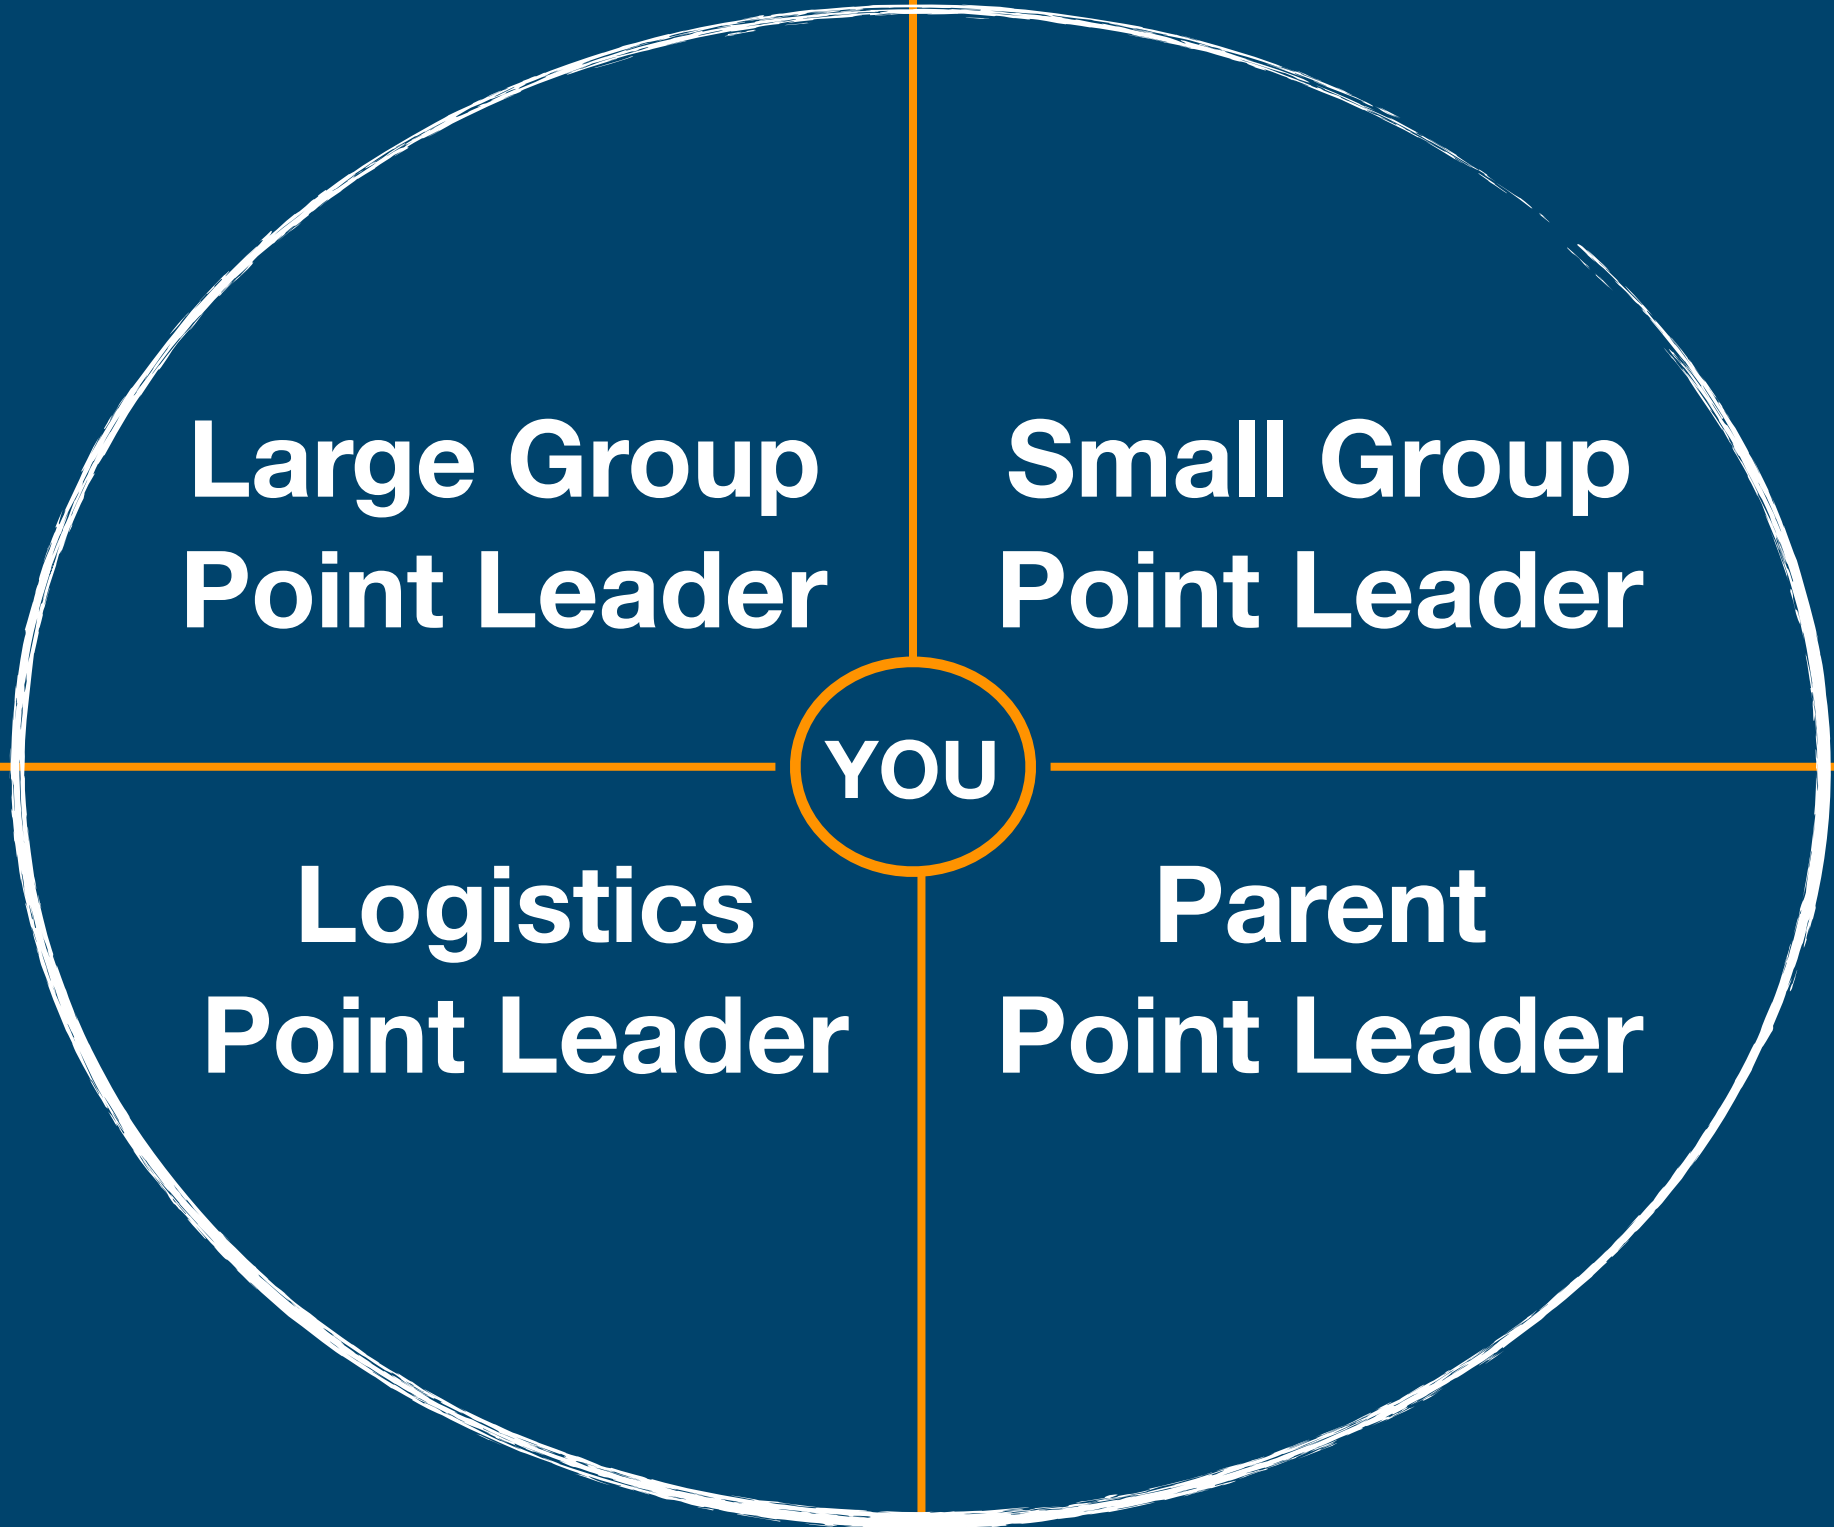 Large Group
Point Leader
Small Group
Point Leader
YOU
Logistics
Point Leader
Parent
Point Leader